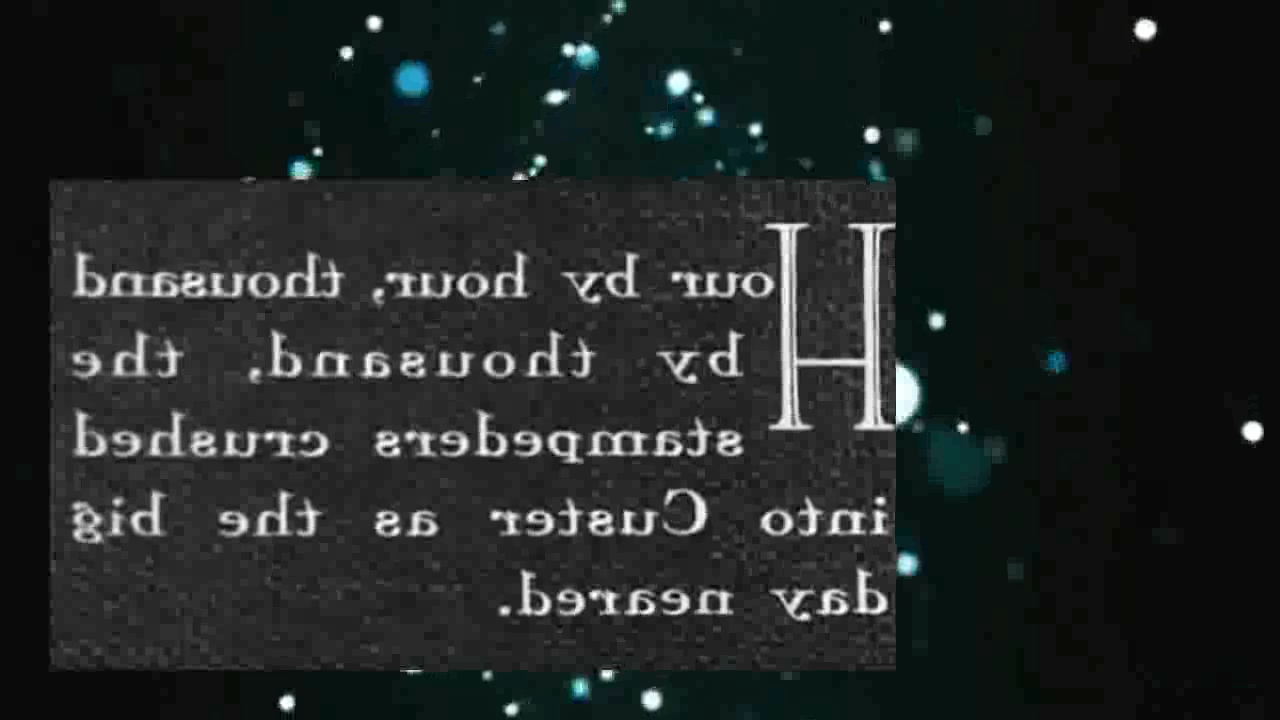 Hour by hour, thousand
by thousand, the
stampeders crushed
into Custer as the big
day neared.